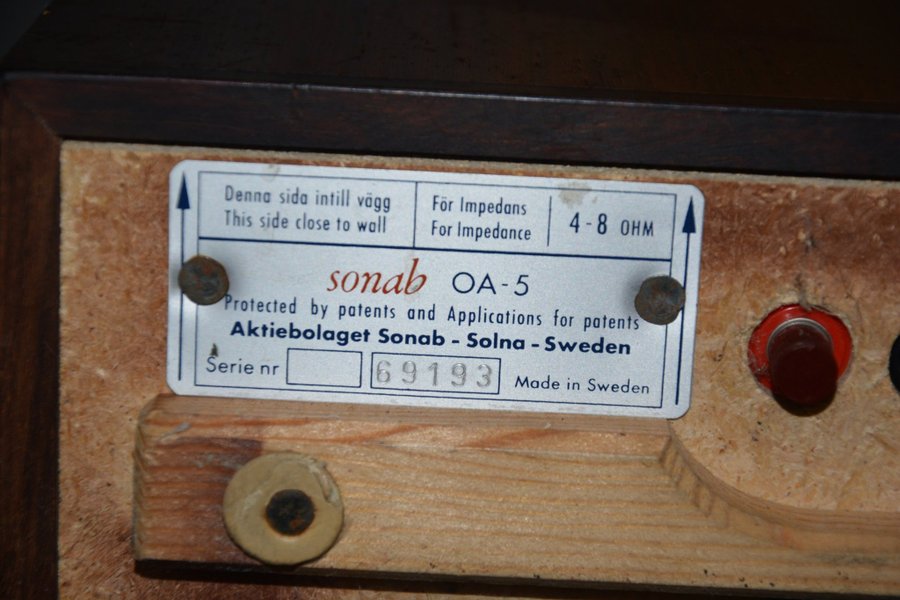 Denna sida intill vägg
This side close to wall
För Impedans
For Impedance
4-8 OHM
sonab OA-5
Protected by patents and Applications for patents
Aktiebolaget Sonab - Solna - Sweden
Serie nr 69193 Made in Sweden